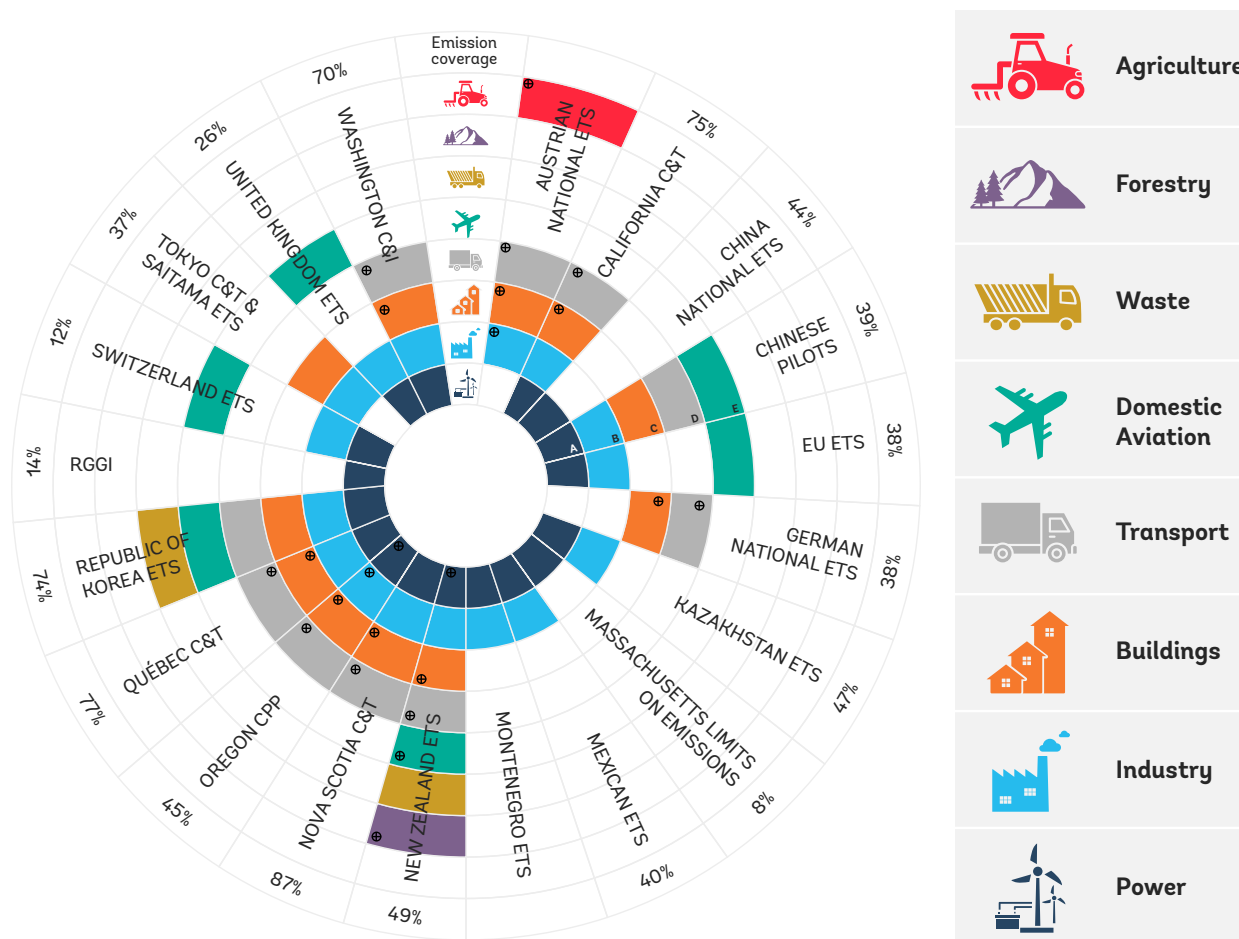 Emission
coverage
AUSTRIAN
NATIONAL ETS
75%
CALIFORNIA C&T
44%
CHINA
NATIONAL ETS
39%
CHINESE
PILOTS
38%
EU ETS
38%
GERMAN
NATIONAL ETS
47%
KAZAKHSTAN ETS
8%
MASSACHUSETTS LIMITS
ON EMISSIONS
40%
MEXICAN ETS
MONTENEGRO ETS
49%
NEW ZEALAND ETS
87%
NOVA SCOTIA C&T
45%
OREGON CPP
77%
QUÉBEC C&T
74%
REPUBLIC OF
KOREA ETS
14%
RGGI
12%
SWITZERLAND ETS
37%
TOKYO C&T &
SAITAMA ETS
26%
UNITED KINGDOM ETS
70%
WASHINGTON C&I
A
B
C
D
E
Agriculture
Forestry
Waste
Domestic
Aviation
Transport
Buildings
Industry
Power